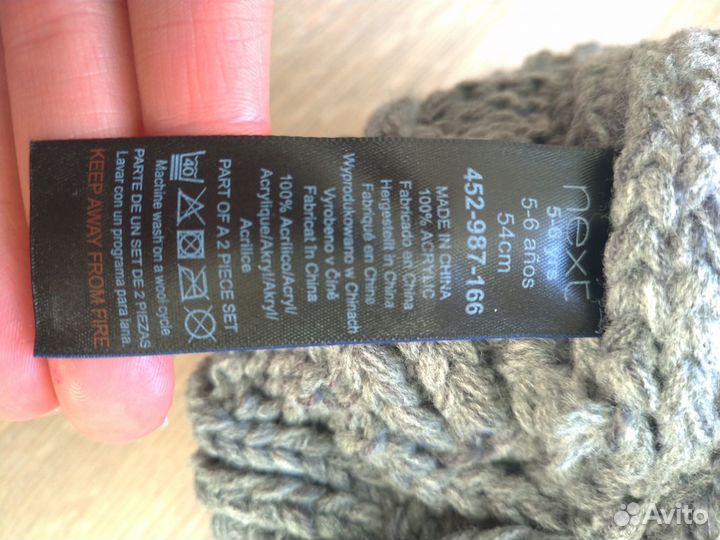 next
5-6 yrs
5-6 años
54cm
452-987-166
MADE IN CHINA
100% ACRYLIC
Fabricado en China
Hergestellt in China
Fabriqué en Chine
Wyprodukowano w Chinach
Vyrobeno v Číně
Fabricat în China
100% Acrílico/Acryl/
Acrylique/Akryl/Akryl/
Acrilice
PART OF A 2 PIECE SET
40
Machine wash on a wool cycle
PARTE DE UN SET DE 2 PIEZAS
Lavar con un programa para lana.
KEEP AWAY FROM FIRE
Avito